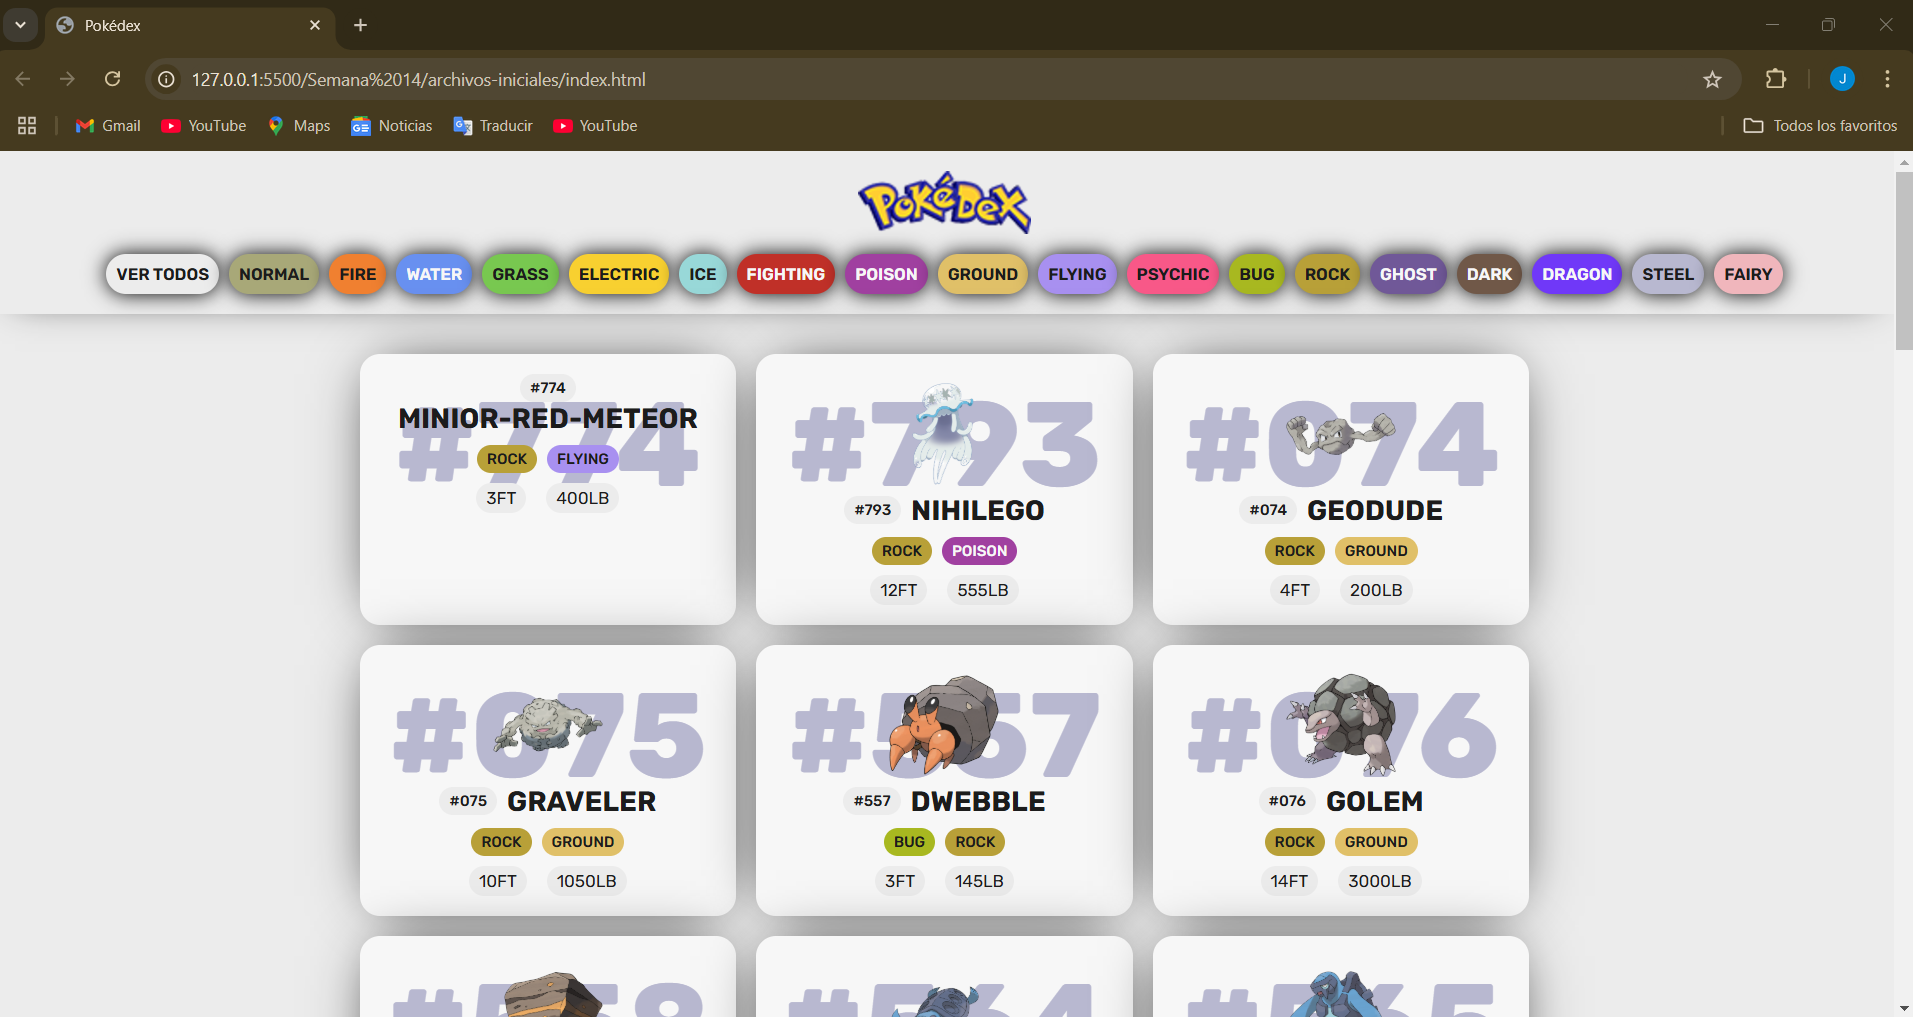 Pokédex
127.0.0.1:5500/Semana%2014/archivos-iniciales/index.html
J
Gmail YouTube Maps Noticias Traducir YouTube Todos los favoritos
POKéDEX
VER TODOS NORMAL FIRE WATER GRASS ELECTRIC ICE FIGHTING POISON GROUND FLYING PSYCHIC BUG ROCK GHOST DARK DRAGON STEEL FAIRY
#774
#774
MINIOR-RED-METEOR
ROCK FLYING
3FT 400LB
#793
#793 NIHILEGO
ROCK POISON
12FT 555LB
#074
#074 GEODUDE
ROCK GROUND
4FT 200LB
#075
#075 GRAVELER
ROCK GROUND
10FT 1050LB
#557
#557 DWEBBLE
BUG ROCK
3FT 145LB
#076
#076 GOLEM
ROCK GROUND
14FT 3000LB
#558
#564
#565